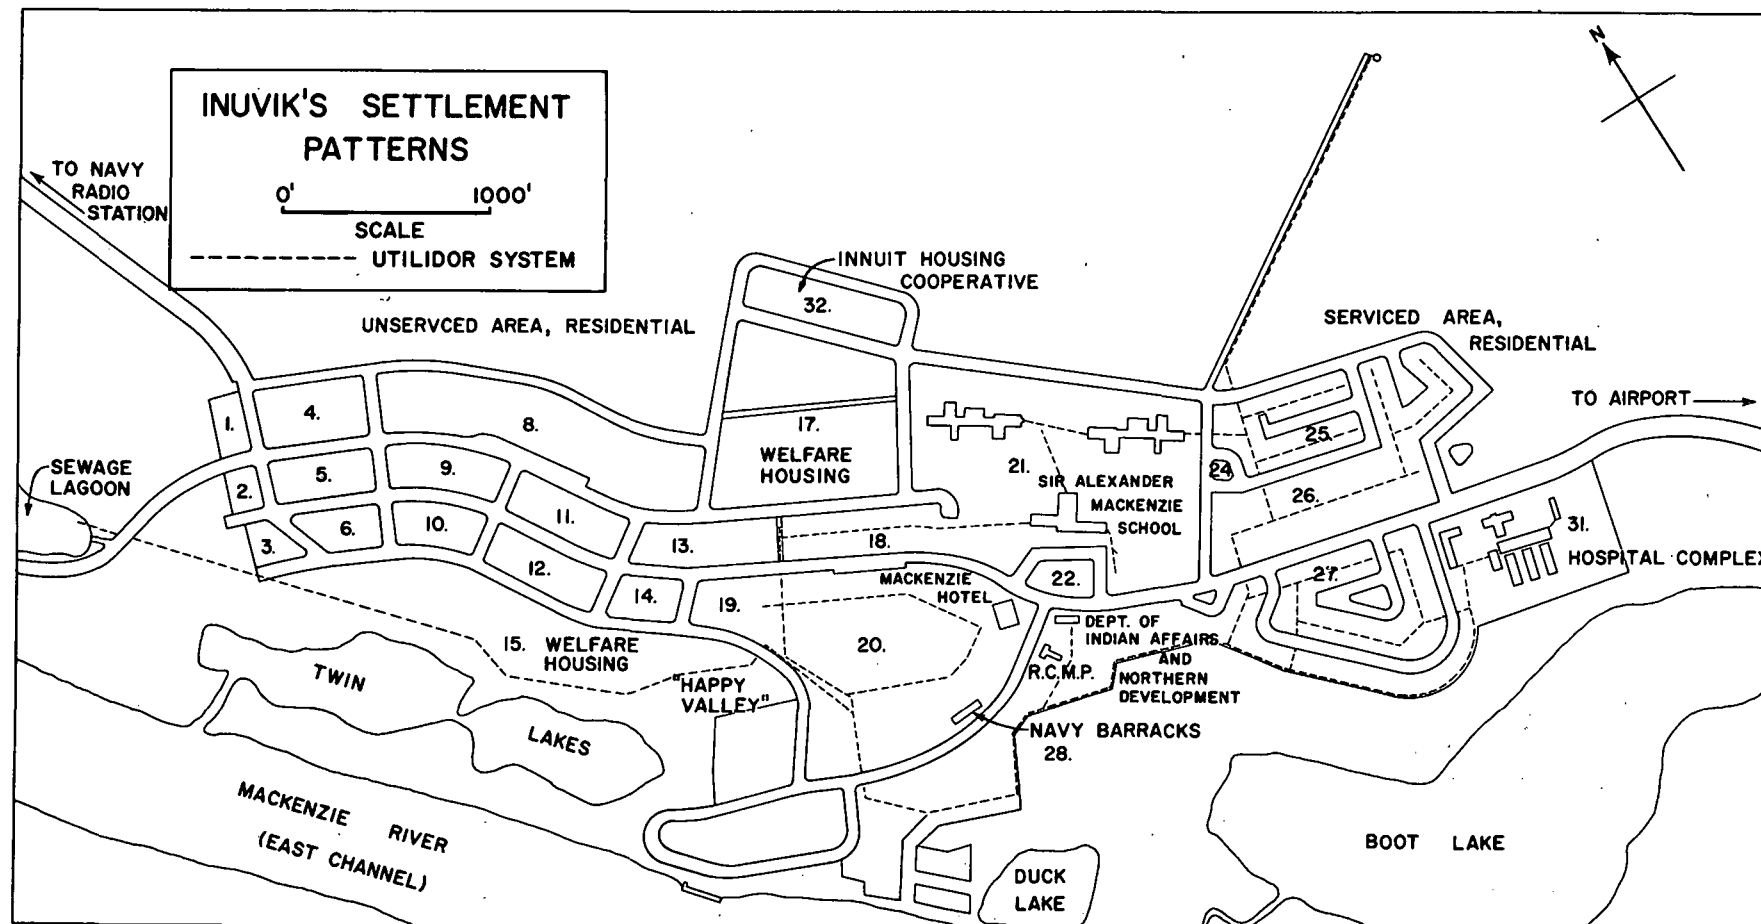 N
INUVIK'S SETTLEMENT
PATTERNS
0' 1000'
SCALE
UTILIDOR SYSTEM
TO NAVY
RADIO
STATION
INNUIT HOUSING
COOPERATIVE
32.
UNSERVCED AREA, RESIDENTIAL
SERVICED AREA,
RESIDENTIAL
TO AIRPORT
1.
4.
8.
17.
WELFARE
HOUSING
25.
SEWAGE
LAGOON
2.
5.
9.
21.
SIR ALEXANDER
MACKENZIE
SCHOOL
24
26.
3.
6.
10.
11.
13.
18.
31.
HOSPITAL COMPLEX
12.
14.
19.
MACKENZIE
HOTEL
22.
27.
15. WELFARE
HOUSING
20.
DEPT. OF
INDIAN AFFAIRS
AND
NORTHERN
DEVELOPMENT
R.C.M.P.
TWIN
LAKES
"HAPPY
VALLEY"
NAVY BARRACKS
28.
MACKENZIE RIVER
(EAST CHANNEL)
DUCK
LAKE
BOOT LAKE